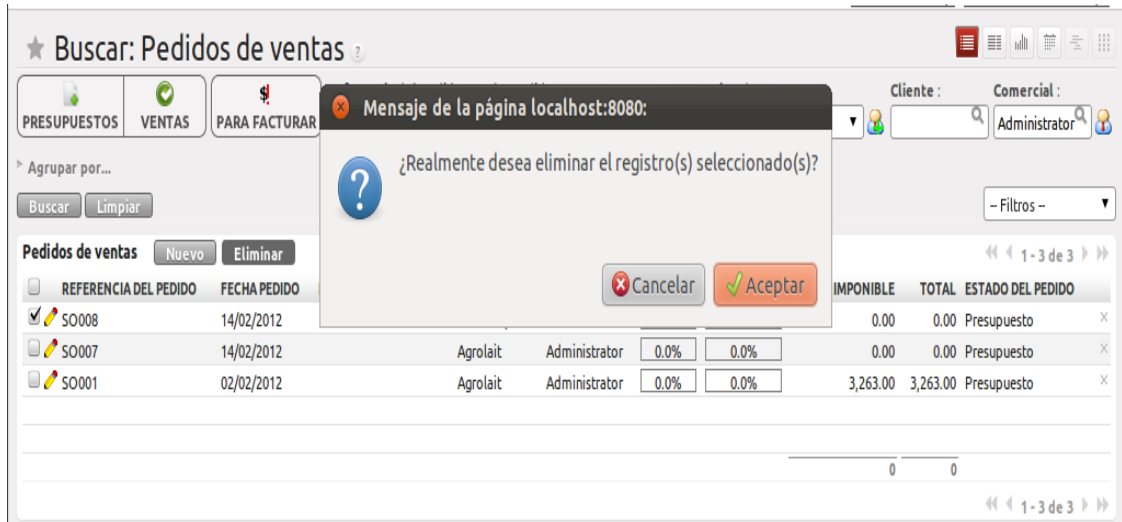 Buscar: Pedidos de ventas ?
PRESUPUESTOS VENTAS PARA FACTURAR
Cliente : Comercial :
Administrator
Mensaje de la página localhost:8080:
¿Realmente desea eliminar el registro(s) seleccionado(s)?
Cancelar Aceptar
Agrupar por...
Buscar Limpiar
-- Filtros --
Pedidos de ventas Nuevo Eliminar 1 - 3 de 3
REFERENCIA DEL PEDIDO FECHA PEDIDO IMPONIBLE TOTAL ESTADO DEL PEDIDO
SO008 14/02/2012 0.00 0.00 Presupuesto
SO007 14/02/2012 Agrolait Administrator 0.0% 0.0% 0.00 0.00 Presupuesto
SO001 02/02/2012 Agrolait Administrator 0.0% 0.0% 3,263.00 3,263.00 Presupuesto
0 0
1 - 3 de 3